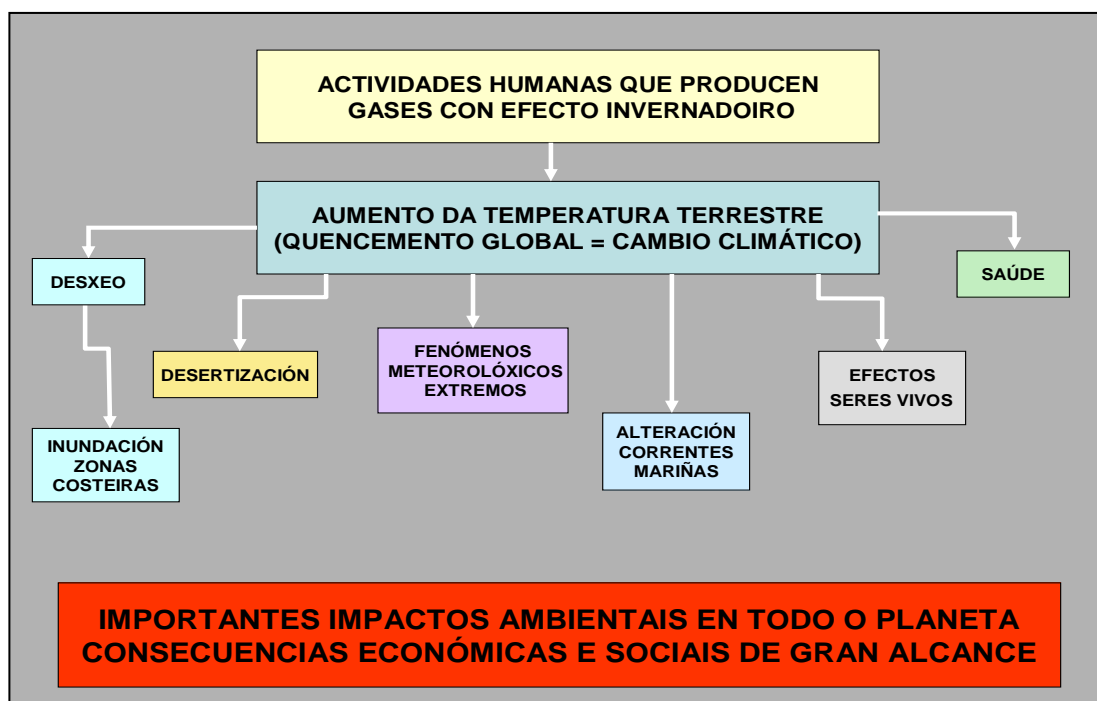 ACTIVIDADES HUMANAS QUE PRODUCEN
GASES CON EFECTO INVERNADOIRO
AUMENTO DA TEMPERATURA TERRESTRE
(QUENCEMENTO GLOBAL = CAMBIO CLIMÁTICO)
DESXEO
SAÚDE
DESERTIZACIÓN
FENÓMENOS
METEOROLÓXICOS
EXTREMOS
EFECTOS
SERES VIVOS
INUNDACIÓN
ZONAS
COSTEIRAS
ALTERACIÓN
CORRENTES
MARIÑAS
IMPORTANTES IMPACTOS AMBIENTAIS EN TODO O PLANETA
CONSECUENCIAS ECONÓMICAS E SOCIAIS DE GRAN ALCANCE